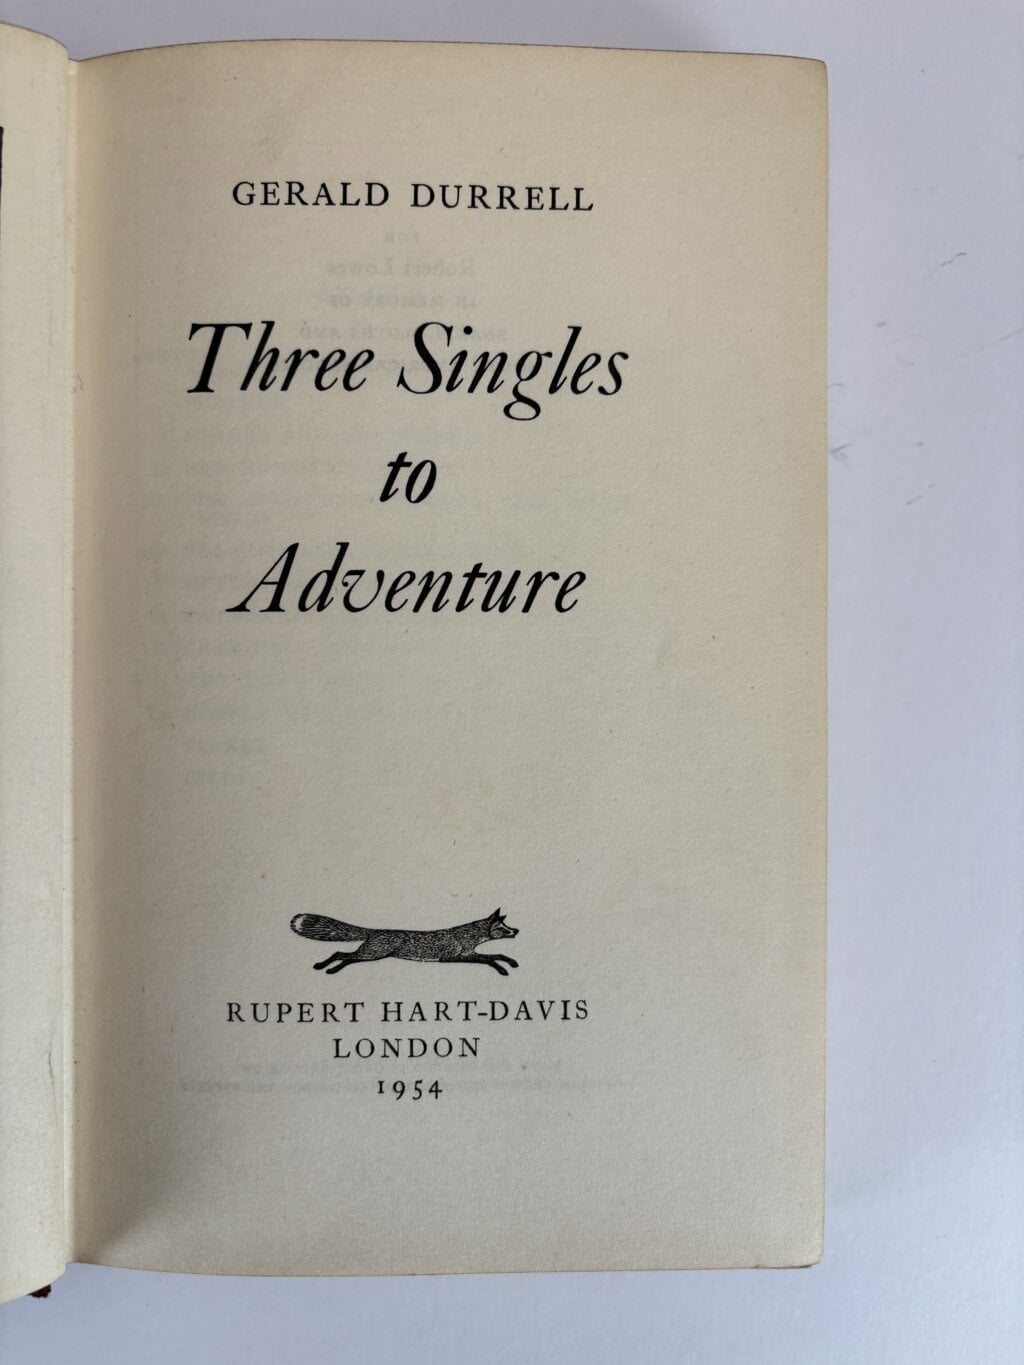 GERALD DURRELL
Three Singles
to
Adventure
RUPERT HART-DAVIS
LONDON
1954